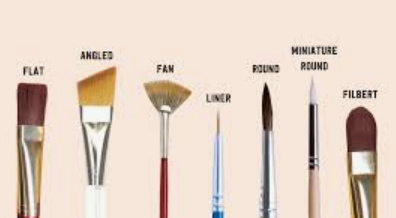 FLAT
ANGLED
FAN
LINER
ROUND
MINIATURE
ROUND
FILBERT